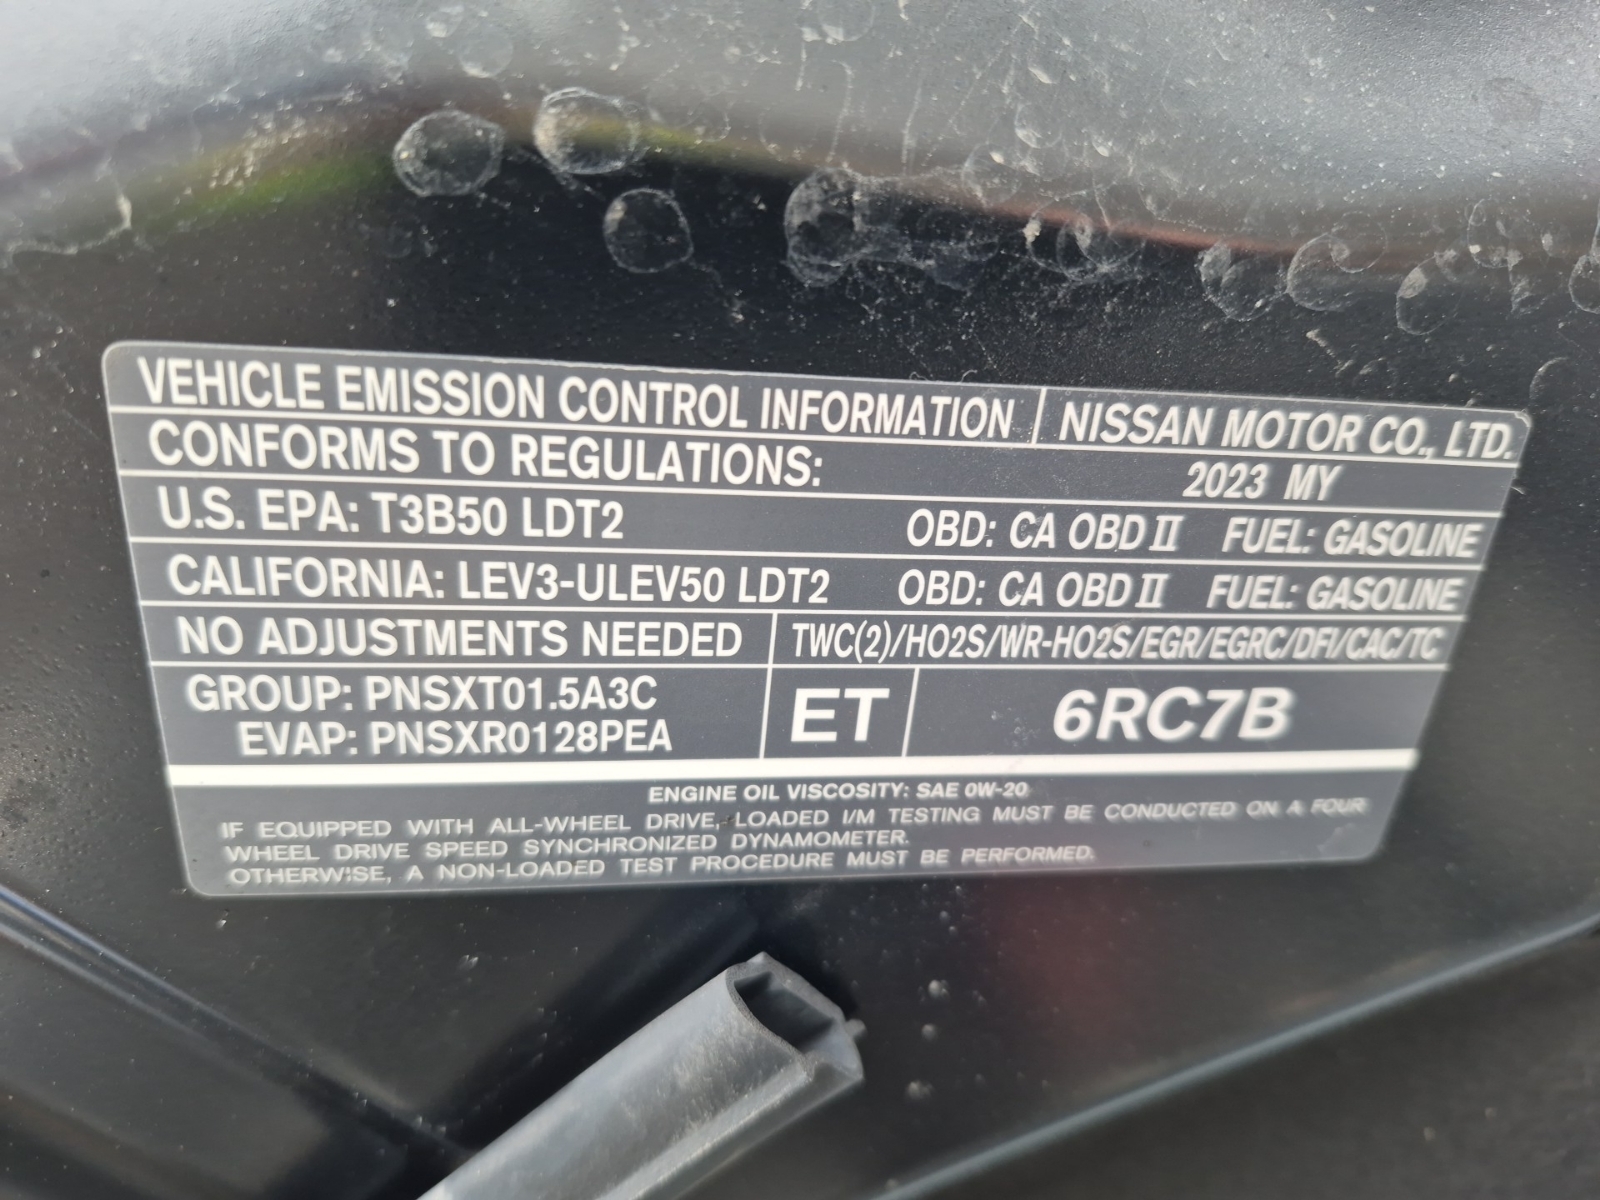 VEHICLE EMISSION CONTROL INFORMATION NISSAN MOTOR CO., LTD.
CONFORMS TO REGULATIONS: 2023 MY
U.S. EPA: T3B50 LDT2 OBD: CA OBD II FUEL: GASOLINE
CALIFORNIA: LEV3-ULEV50 LDT2 OBD: CA OBD II FUEL: GASOLINE
NO ADJUSTMENTS NEEDED TWC(2)/HO2S/WR-HO2S/EGR/EGRC/DFI/CAC/TC
GROUP: PNSXT01.5A3C
EVAP: PNSXR0128PEA
ET 6RC7B
ENGINE OIL VISCOSITY: SAE 0W-20
IF EQUIPPED WITH ALL-WHEEL DRIVE, LOADED I/M TESTING MUST BE CONDUCTED ON A FOUR
WHEEL DRIVE SPEED SYNCHRONIZED DYNAMOMETER.
OTHERWISE, A NON-LOADED TEST PROCEDURE MUST BE PERFORMED.